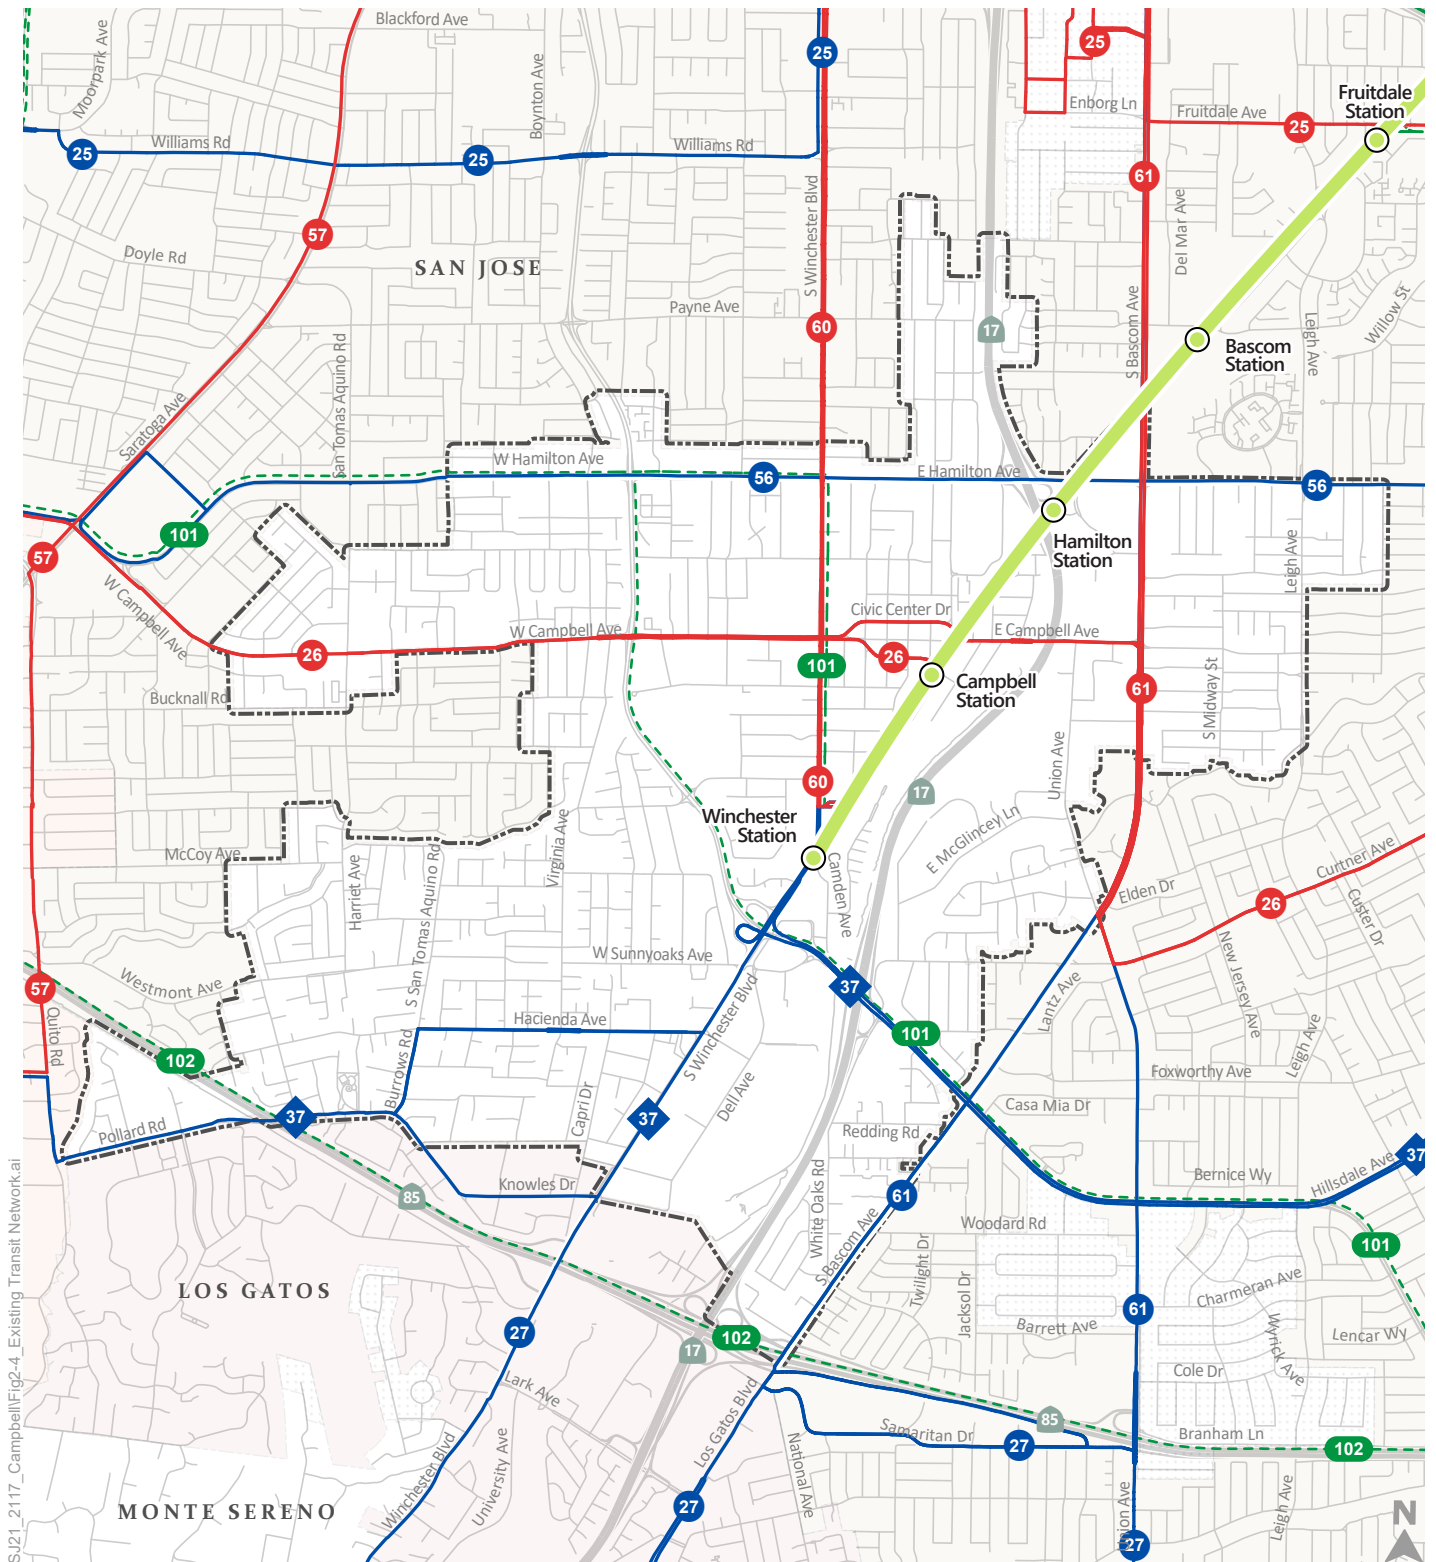 Blackford Ave
Moorpark Ave
Boynton Ave
25
25
Enborg Ln
Fruitdale
Station
Fruitdale Ave
25
Williams Rd
Williams Rd
25
25
61
S Winchester Blvd
Del Mar Ave
57
Doyle Rd
SAN JOSE
Payne Ave
60
17
S Bascom Ave
Bascom
Station
Leigh Ave
Willow St
San Tomas Aquino Rd
Saratoga Ave
W Hamilton Ave
E Hamilton Ave
56
56
101
57
Hamilton
Station
Leigh Ave
W Campbell Ave
W Campbell Ave
Civic Center Dr
E Campbell Ave
26
26
101
Campbell
Station
61
S Midway St
Bucknall Rd
60
17
Union Ave
Winchester
Station
E McGlincey Ln
McCoy Ave
Virginia Ave
Harriet Ave
S San Tomas Aquino Rd
Camden Ave
Elden Dr
Curtner Ave
26
Custer Dr
New Jersey Ave
W Sunnyoaks Ave
Westmont Ave
57
37
Lantz Ave
S Winchester Blvd
Hacienda Ave
Quito Rd
101
102
Leigh Ave
Burrows Rd
Foxworthy Ave
Dell Ave
Capri Dr
Casa Mia Dr
37
37
Pollard Rd
Redding Rd
37
Hillsdale Ave
Bernice Wy
Knowles Dr
85
61
White Oaks Rd
Woodard Rd
S Bascom Ave
101
Twilight Dr
Jacksol Dr
LOS GATOS
Charmeran Ave
61
27
Barrett Ave
Wyrick Ave
Lencar Wy
102
17
Cole Dr
Lark Ave
Los Gatos Blvd
85
Samaritan Dr
27
Branham Ln
102
National Ave
Winchester Blvd
University Ave
27
MONTE SERENO
Union Ave
Leigh Ave
27
N
SJ21_2117_Campbell\Fig2-4_Existing Transit Network.ai